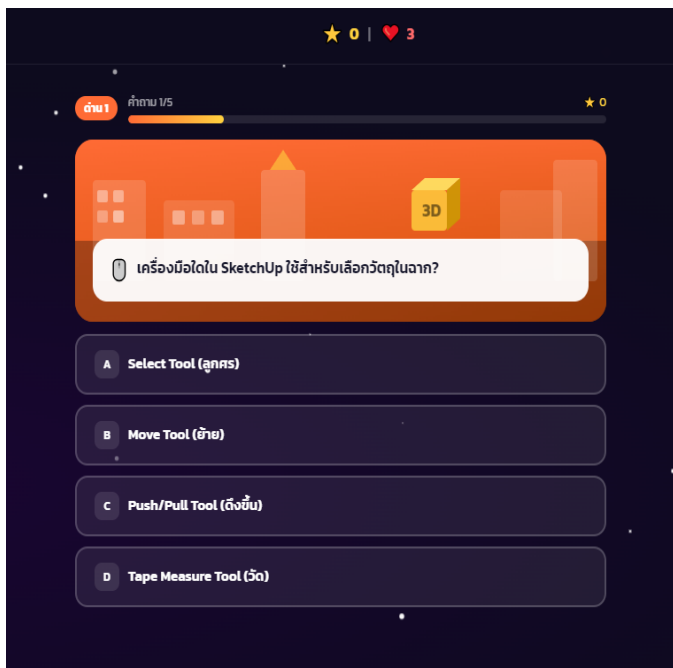 ★ 0 | ❤ 3
ด่าน 1
คำถาม 1/5
★ 0
3D
เครื่องมือใดใน SketchUp ใช้สำหรับเลือกวัตถุในฉาก?
A Select Tool (ลูกศร)
B Move Tool (ย้าย)
C Push/Pull Tool (ดึงขึ้น)
D Tape Measure Tool (วัด)